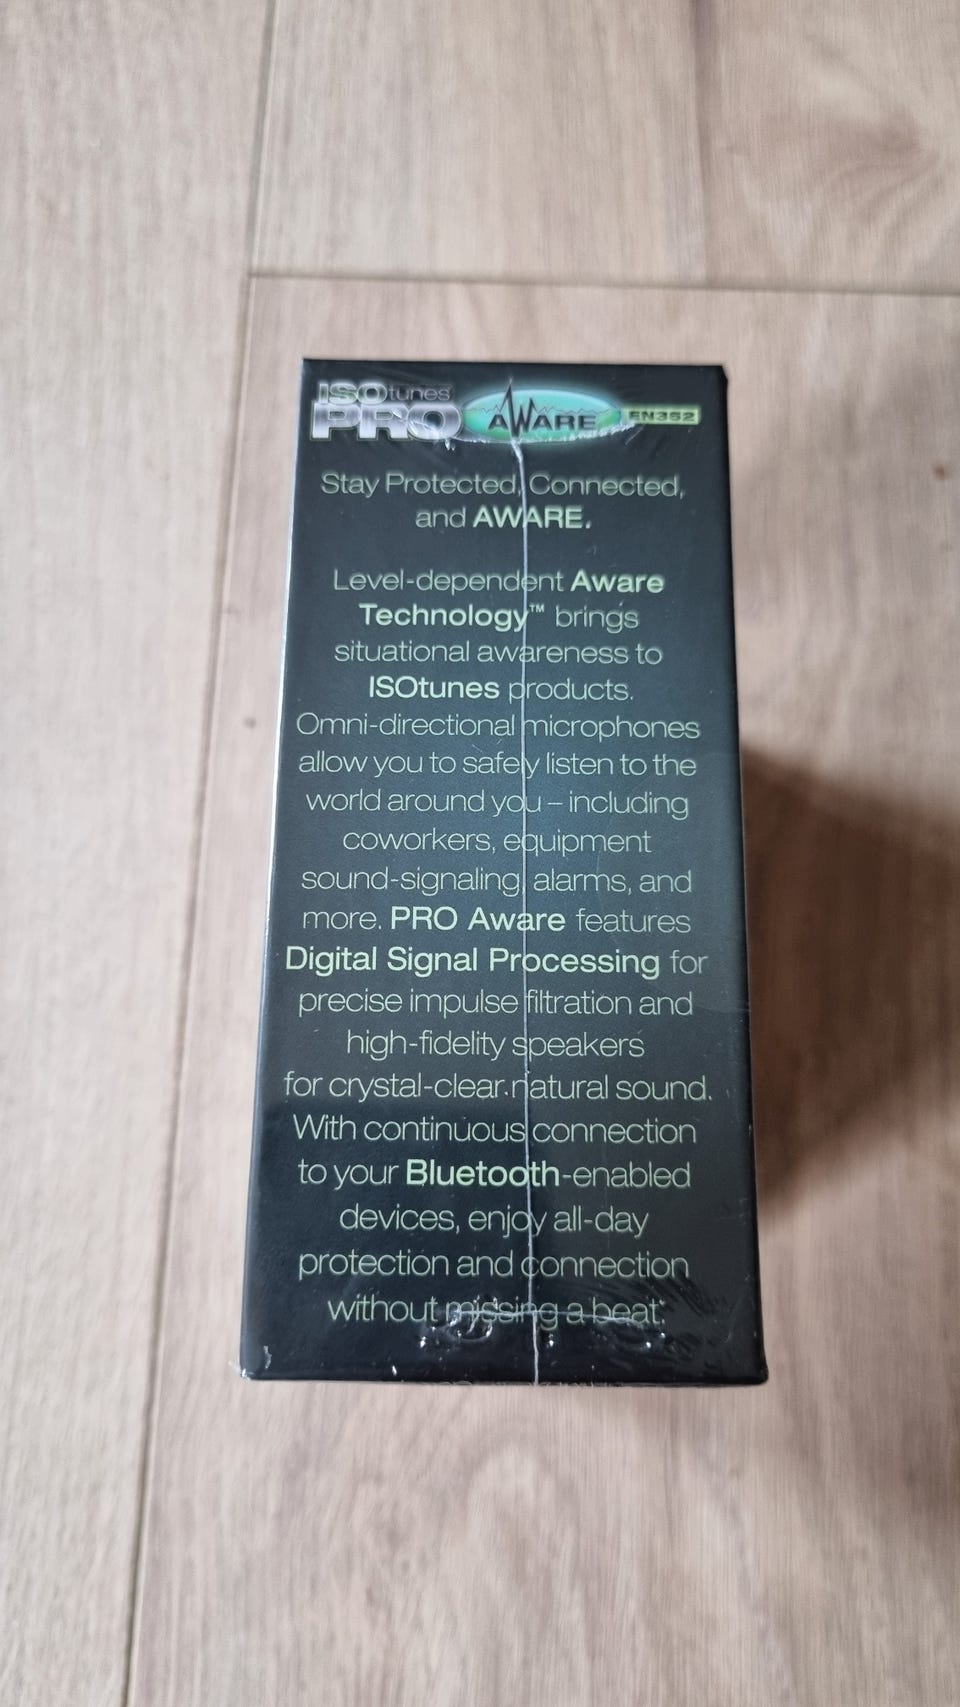 ISOtunes
PRO AWARE EN352
Stay Protected, Connected,
and AWARE.
Level-dependent Aware
Technology™ brings
situational awareness to
ISOtunes products.
Omni-directional microphones
allow you to safely listen to the
world around you – including
coworkers, equipment
sound-signaling, alarms, and
more. PRO Aware features
Digital Signal Processing for
precise impulse filtration and
high-fidelity speakers
for crystal-clear natural sound.
With continuous connection
to your Bluetooth-enabled
devices, enjoy all-day
protection and connection
without missing a beat.